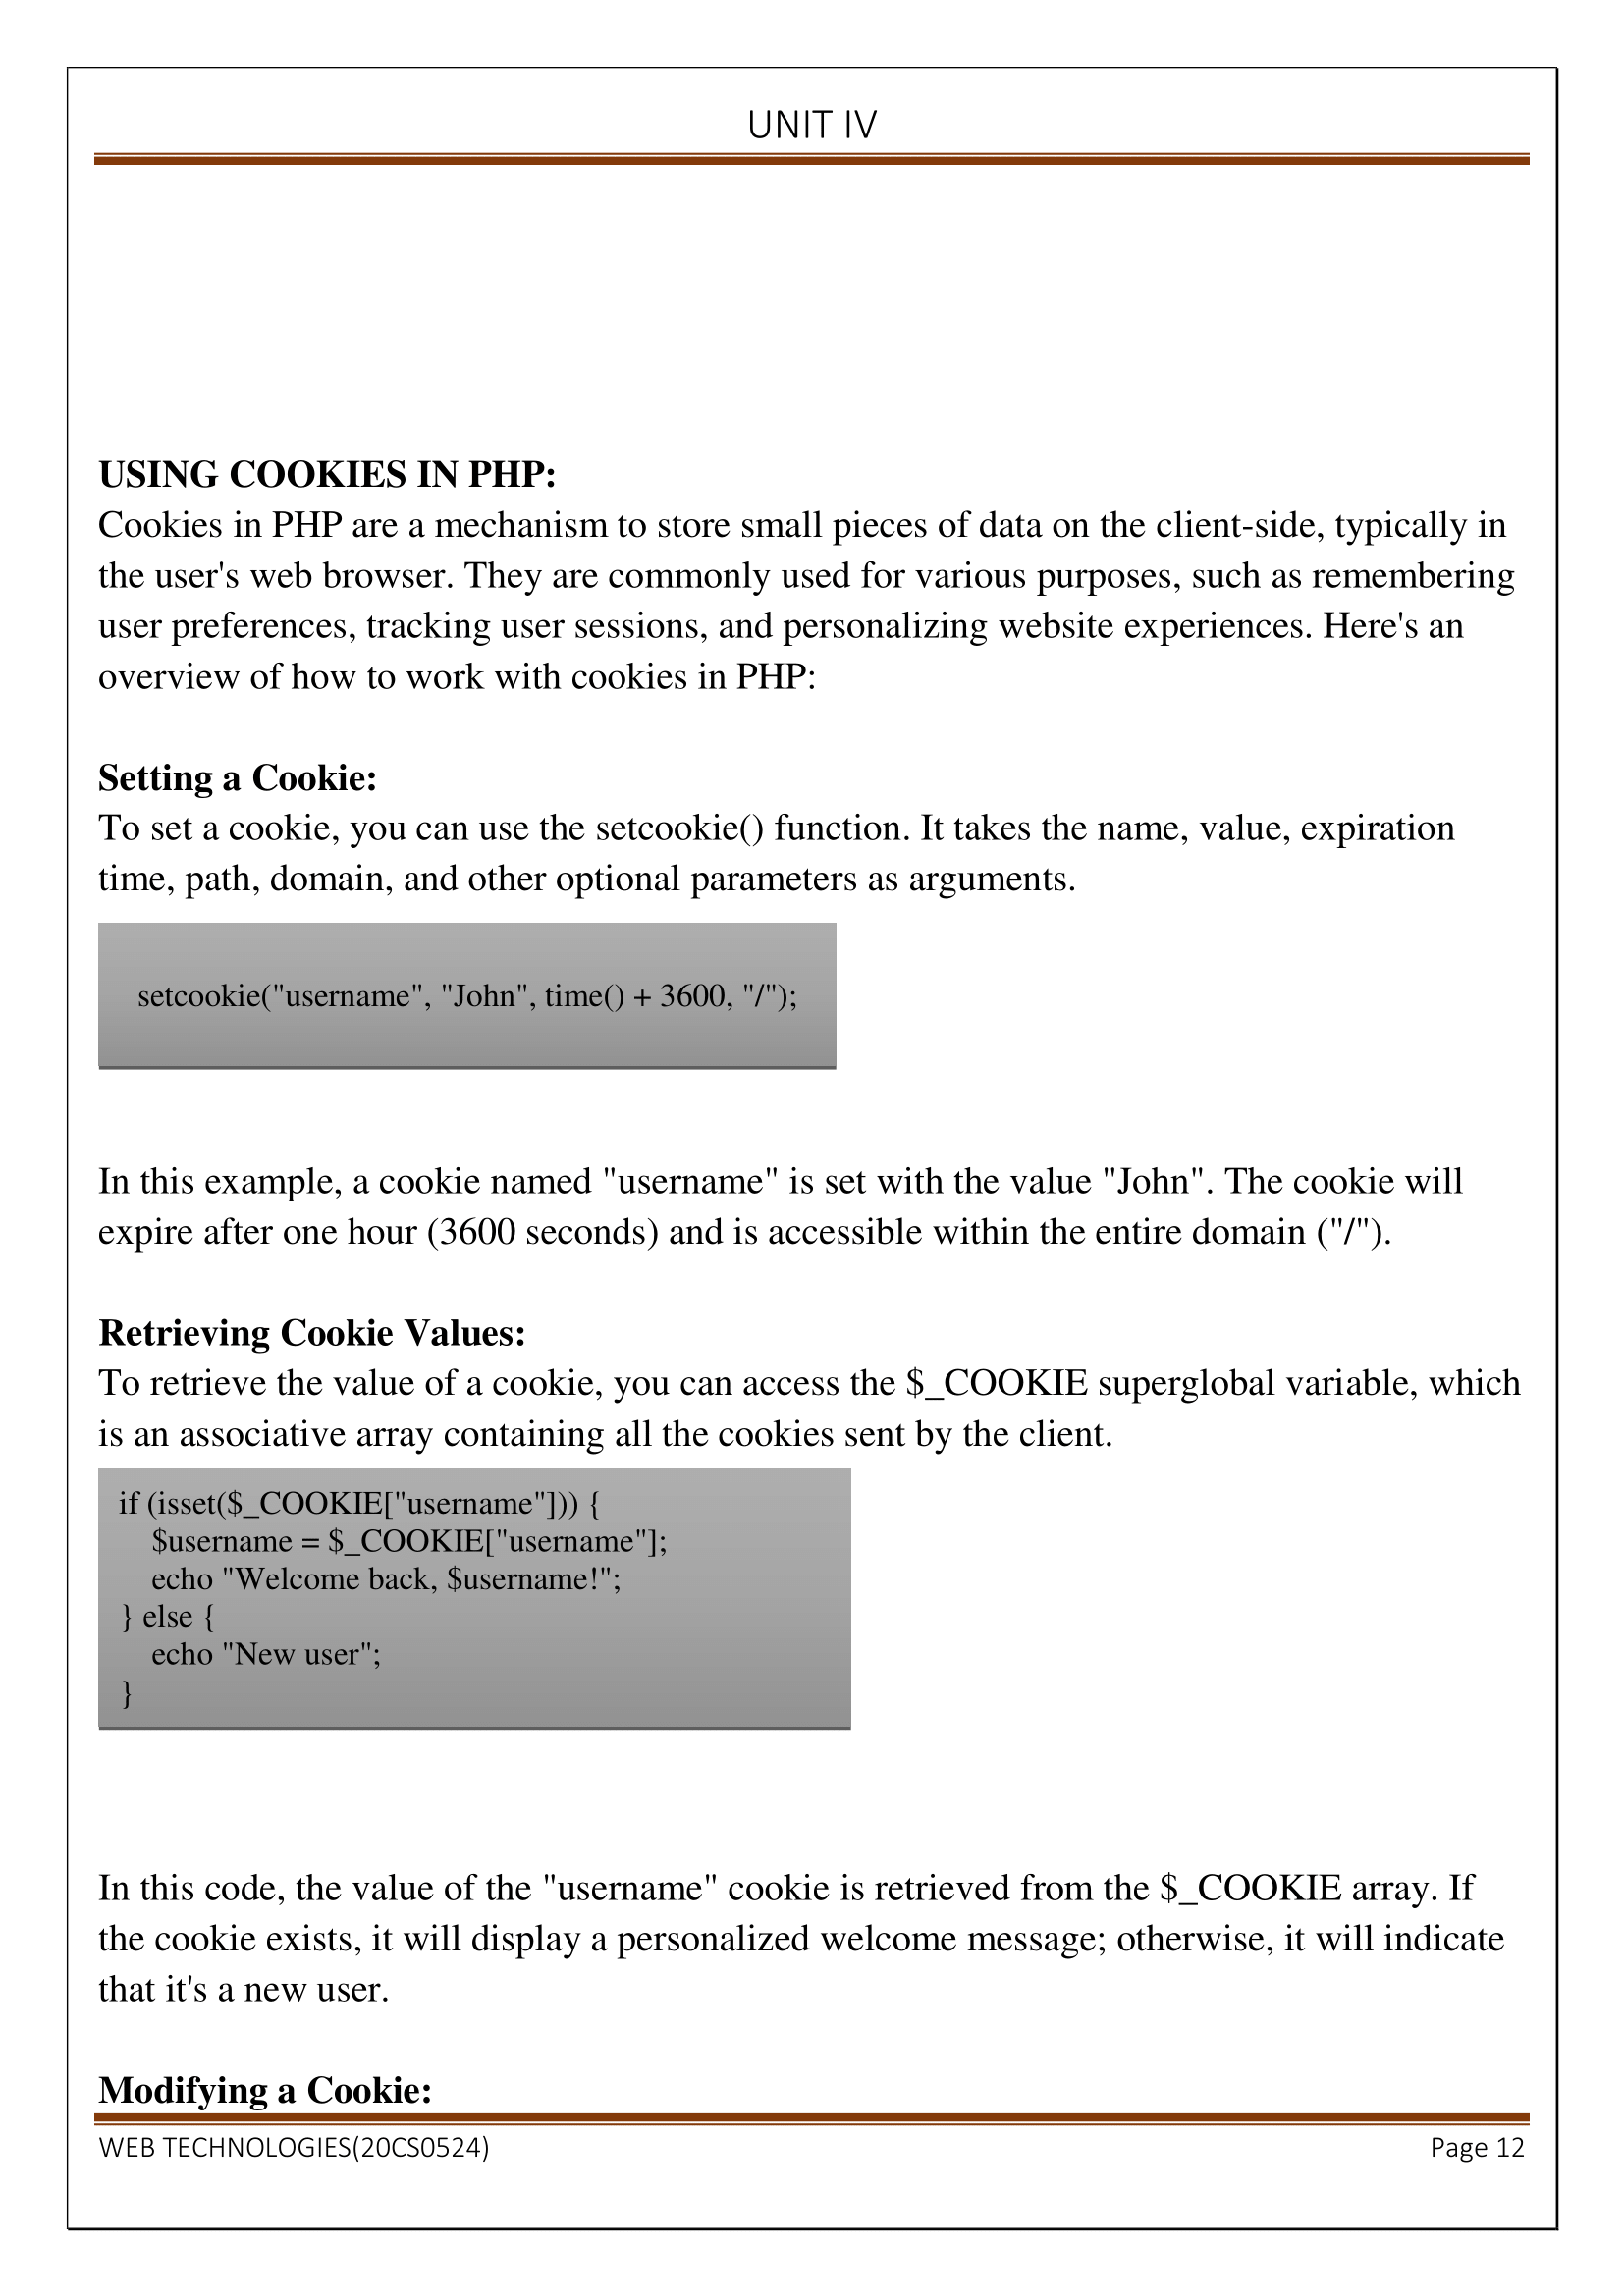 UNIT IV
USING COOKIES IN PHP:
Cookies in PHP are a mechanism to store small pieces of data on the client-side, typically in
the user's web browser. They are commonly used for various purposes, such as remembering
user preferences, tracking user sessions, and personalizing website experiences. Here's an
overview of how to work with cookies in PHP:
Setting a Cookie:
To set a cookie, you can use the setcookie() function. It takes the name, value, expiration
time, path, domain, and other optional parameters as arguments.
setcookie("username", "John", time() + 3600, "/");
In this example, a cookie named "username" is set with the value "John". The cookie will
expire after one hour (3600 seconds) and is accessible within the entire domain ("/").
Retrieving Cookie Values:
To retrieve the value of a cookie, you can access the $_COOKIE superglobal variable, which
is an associative array containing all the cookies sent by the client.
if (isset($_COOKIE["username"])) {
    $username = $_COOKIE["username"];
    echo "Welcome back, $username!";
} else {
    echo "New user";
}
In this code, the value of the "username" cookie is retrieved from the $_COOKIE array. If
the cookie exists, it will display a personalized welcome message; otherwise, it will indicate
that it's a new user.
Modifying a Cookie:
WEB TECHNOLOGIES(20CS0524) Page 12